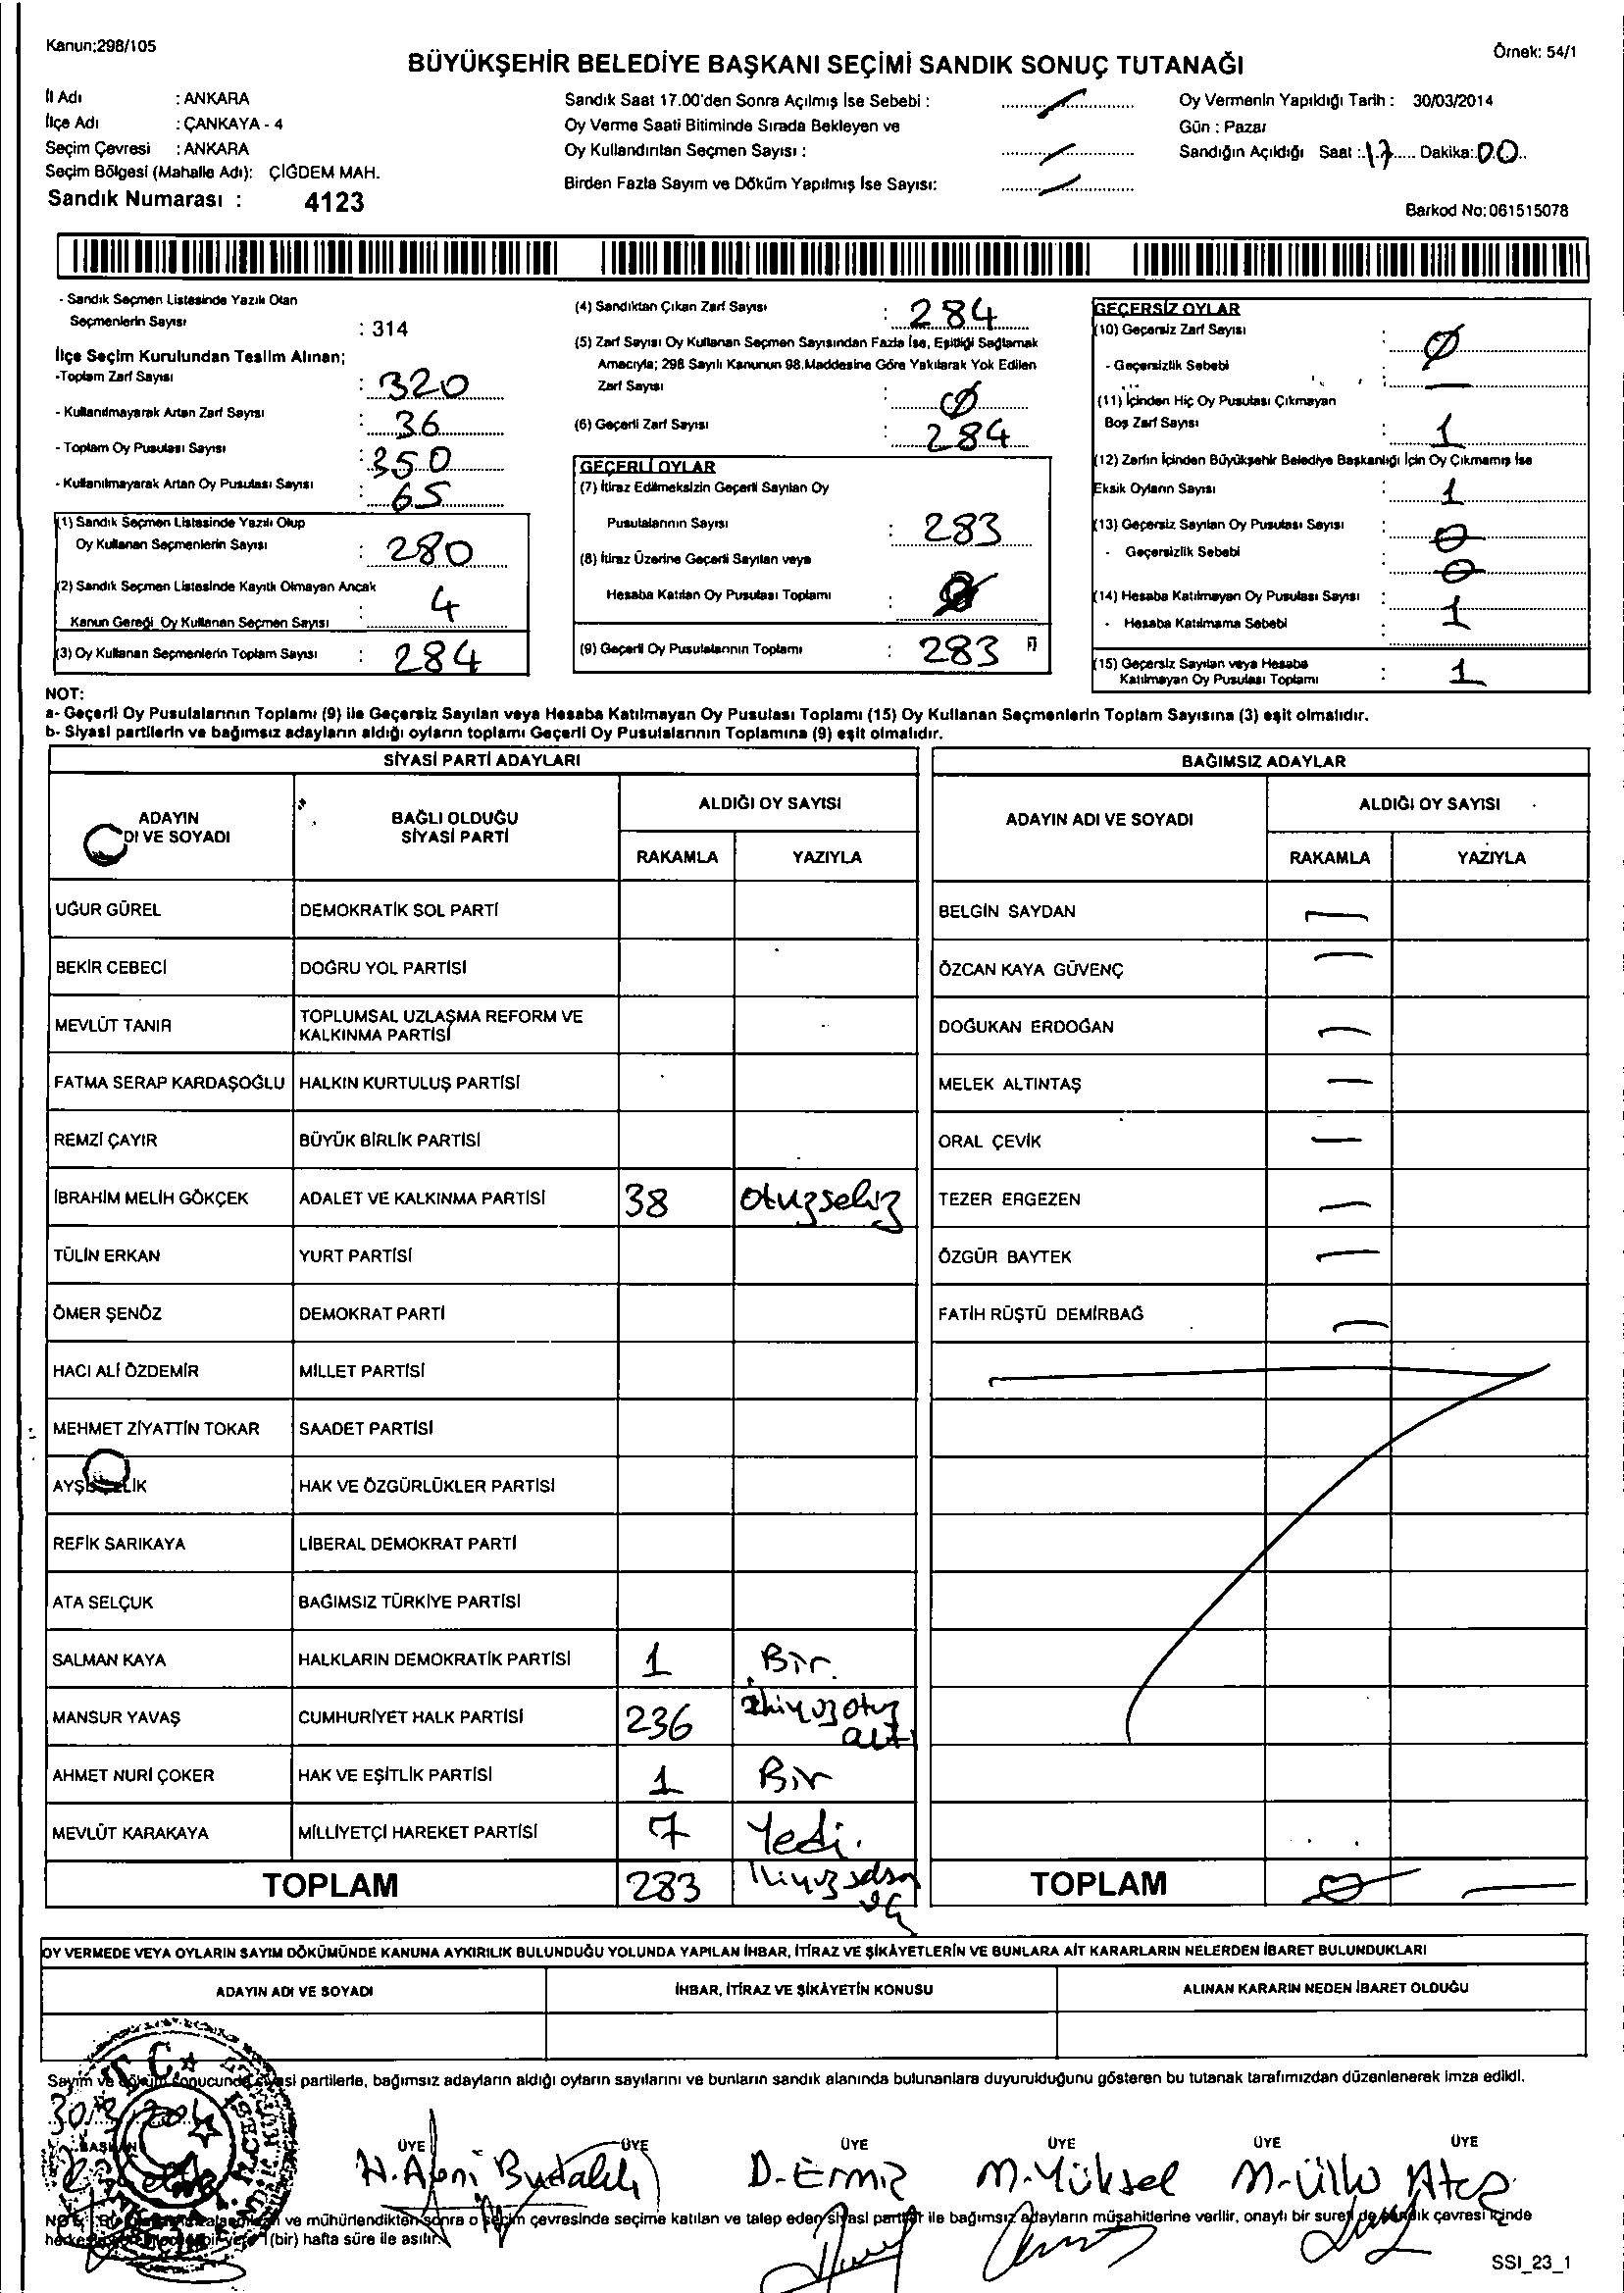 Kanun:298/105
Örnek: 54/1
BÜYÜKŞEHİR BELEDİYE BAŞKANI SEÇİMİ SANDIK SONUÇ TUTANAĞI
İl Adı : ANKARA
İlçe Adı : ÇANKAYA - 4
Seçim Çevresi : ANKARA
Seçim Bölgesi (Mahalle Adı): ÇİĞDEM MAH.
Sandık Numarası : 4123
Sandık Saat 17.00'den Sonra Açılmış İse Sebebi :
Oy Verme Saati Bitiminde Sırada Bekleyen ve
Oy Kullandırılan Seçmen Sayısı :
Birden Fazla Sayım ve Döküm Yapılmış İse Sayısı:
Oy Vermenin Yapıldığı Tarih : 30/03/2014
Gün : Pazar
Sandığın Açıldığı Saat : 17 Dakika: 00
Barkod No: 061515078
- Sandık Seçmen Listesinde Yazılı Olan
Seçmenlerin Sayısı : 314
İlçe Seçim Kurulundan Teslim Alınan;
-Toplam Zarf Sayısı : 320
- Kullanılmayarak Artan Zarf Sayısı : 36
- Toplam Oy Pusulası Sayısı : 350
- Kullanılmayarak Artan Oy Pusulası Sayısı : 65
(1) Sandık Seçmen Listesinde Yazılı Olup
Oy Kullanan Seçmenlerin Sayısı : 280
(2) Sandık Seçmen Listesinde Kayıtlı Olmayan Ancak
Kanun Gereği Oy Kullanan Seçmen Sayısı : 4
(3) Oy Kullanan Seçmenlerin Toplam Sayısı : 284
(4) Sandıktan Çıkan Zarf Sayısı : 284
(5) Zarf Sayısı Oy Kullanan Seçmen Sayısından Fazla İse, Eşitliği Sağlamak
Amacıyla; 298 Sayılı Kanunun 98.Maddesine Göre Yakılarak Yok Edilen
Zarf Sayısı : Ø
(6) Geçerli Zarf Sayısı : 284
GEÇERLİ OYLAR
(7) İtiraz Edilmeksizin Geçerli Sayılan Oy
Pusulalarının Sayısı : 283
(8) İtiraz Üzerine Geçerli Sayılan veya
Hesaba Katılan Oy Pusulası Toplamı : Ø
(9) Geçerli Oy Pusulalarının Toplamı : 283
GEÇERSİZ OYLAR
(10) Geçersiz Zarf Sayısı : Ø
- Geçersizlik Sebebi : —
(11) İçinden Hiç Oy Pusulası Çıkmayan
Boş Zarf Sayısı : 1
(12) Zarfın İçinden Büyükşehir Belediye Başkanlığı İçin Oy Çıkmamış İse
Eksik Oyların Sayısı : 1
(13) Geçersiz Sayılan Oy Pusulası Sayısı : 0
- Geçersizlik Sebebi : 0
(14) Hesaba Katılmayan Oy Pusulası Sayısı : 1
- Hesaba Katılmama Sebebi :
(15) Geçersiz Sayılan veya Hesaba
Katılmayan Oy Pusulası Toplamı : 1
NOT:
a- Geçerli Oy Pusulalarının Toplamı (9) ile Geçersiz Sayılan veya Hesaba Katılmayan Oy Pusulası Toplamı (15) Oy Kullanan Seçmenlerin Toplam Sayısına (3) eşit olmalıdır.
b- Siyasi partilerin ve bağımsız adayların aldığı oyların toplamı Geçerli Oy Pusulalarının Toplamına (9) eşit olmalıdır.
SİYASİ PARTİ ADAYLARI
ADAYIN
DI VE SOYADI
BAĞLI OLDUĞU
SİYASİ PARTİ
ALDIĞI OY SAYISI
RAKAMLA YAZIYLA
UĞUR GÜREL DEMOKRATİK SOL PARTİ
BEKİR CEBECİ DOĞRU YOL PARTİSİ
MEVLÜT TANIR TOPLUMSAL UZLAŞMA REFORM VE
KALKINMA PARTİSİ
FATMA SERAP KARDAŞOĞLU HALKIN KURTULUŞ PARTİSİ
REMZİ ÇAYIR BÜYÜK BİRLİK PARTİSİ
İBRAHİM MELİH GÖKÇEK ADALET VE KALKINMA PARTİSİ 38 otuzsekiz
TÜLİN ERKAN YURT PARTİSİ
ÖMER ŞENÖZ DEMOKRAT PARTİ
HACI ALİ ÖZDEMİR MİLLET PARTİSİ
MEHMET ZİYATTİN TOKAR SAADET PARTİSİ
AYŞ LİK HAK VE ÖZGÜRLÜKLER PARTİSİ
REFİK SARIKAYA LİBERAL DEMOKRAT PARTİ
ATA SELÇUK BAĞIMSIZ TÜRKİYE PARTİSİ
SALMAN KAYA HALKLARIN DEMOKRATİK PARTİSİ 1 Bir.
MANSUR YAVAŞ CUMHURİYET HALK PARTİSİ 236 ikiyüzotuz
altı
AHMET NURİ ÇOKER HAK VE EŞİTLİK PARTİSİ 1 Bir
MEVLÜT KARAKAYA MİLLİYETÇİ HAREKET PARTİSİ 7 Yedi.
TOPLAM 283 ikiyüzseksen
üç
BAĞIMSIZ ADAYLAR
ADAYIN ADI VE SOYADI
ALDIĞI OY SAYISI
RAKAMLA YAZIYLA
BELGİN SAYDAN —
ÖZCAN KAYA GÜVENÇ —
DOĞUKAN ERDOĞAN —
MELEK ALTINTAŞ —
ORAL ÇEVİK —
TEZER ERGEZEN —
ÖZGÜR BAYTEK —
FATİH RÜŞTÜ DEMİRBAĞ —
TOPLAM Ø —
OY VERMEDE VEYA OYLARIN SAYIM DÖKÜMÜNDE KANUNA AYKIRILIK BULUNDUĞU YOLUNDA YAPILAN İHBAR, İTİRAZ VE ŞİKÂYETLERİN VE BUNLARA AİT KARARLARIN NELERDEN İBARET BULUNDUKLARI
ADAYIN ADI VE SOYADI İHBAR, İTİRAZ VE ŞİKÂYETİN KONUSU ALINAN KARARIN NEDEN İBARET OLDUĞU
Sayım ve döküm sonucunda siyasi partilerle, bağımsız adayların aldığı oyların sayılarını ve bunların sandık alanında bulunanlara duyurulduğunu gösteren bu tutanak tarafımızdan düzenlenerek imza edildi.
T.C.
BAŞKAN ÜYE ÜYE ÜYE ÜYE ÜYE ÜYE
D. Ermiş M. Yüksel M. Ülkü Ateş
ve mühürlendikten sonra o seçim çevresinde seçime katılan ve talep eden siyasi partiler ile bağımsız adayların müşahitlerine verilir, onaylı bir sureti de sandık çevresi içinde
1 (bir) hafta süre ile asılır.
SSİ_23_1